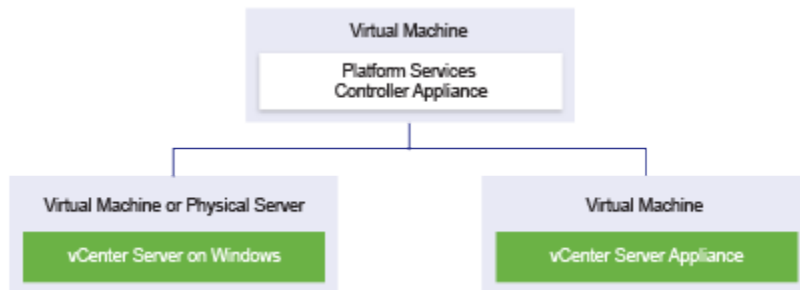 Virtual Machine
Platform Services
Controller Appliance
Virtual Machine or Physical Server
vCenter Server on Windows
Virtual Machine
vCenter Server Appliance